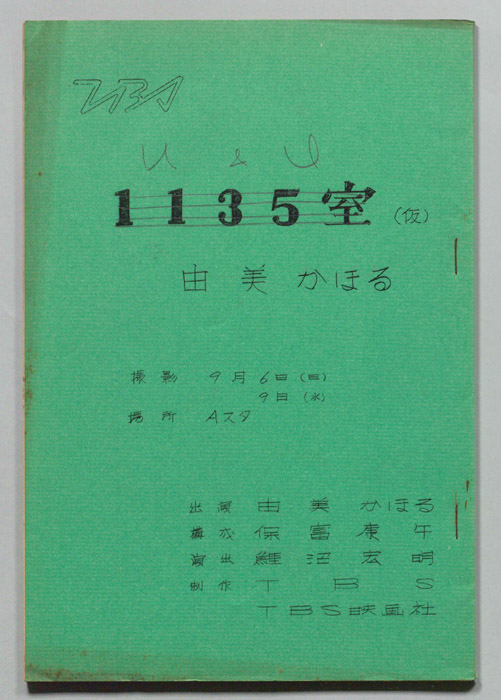 TBS
U & I
1135室 (仮)
由美かほる
撮影 9月6日(日)
9日(水)
場所 Aスタ
出演 由美かほる
構成 保富康午
演出 鯉沼宏明
制作 TBS
TBS映画社